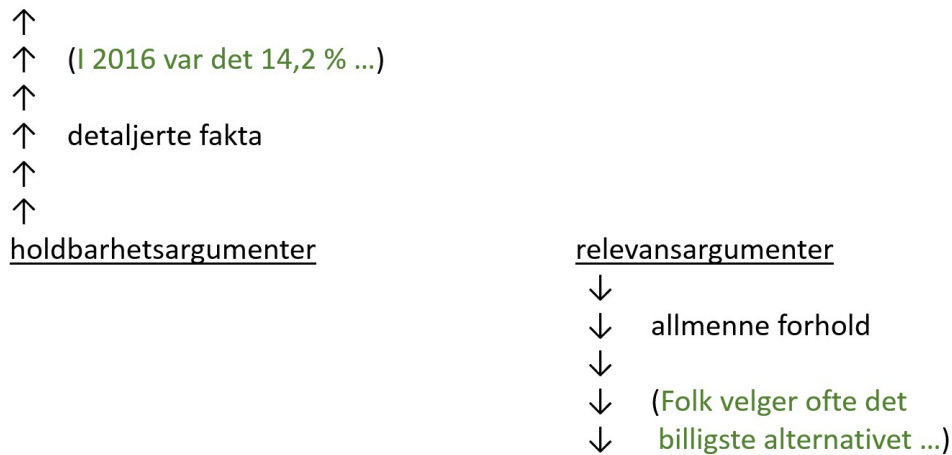 ↑
↑ (I 2016 var det 14,2 % …)
↑
↑ detaljerte fakta
↑
↑
holdbarhetsargumenter relevansargumenter
↓
↓ allmenne forhold
↓
↓ (Folk velger ofte det
↓ billigste alternativet …)